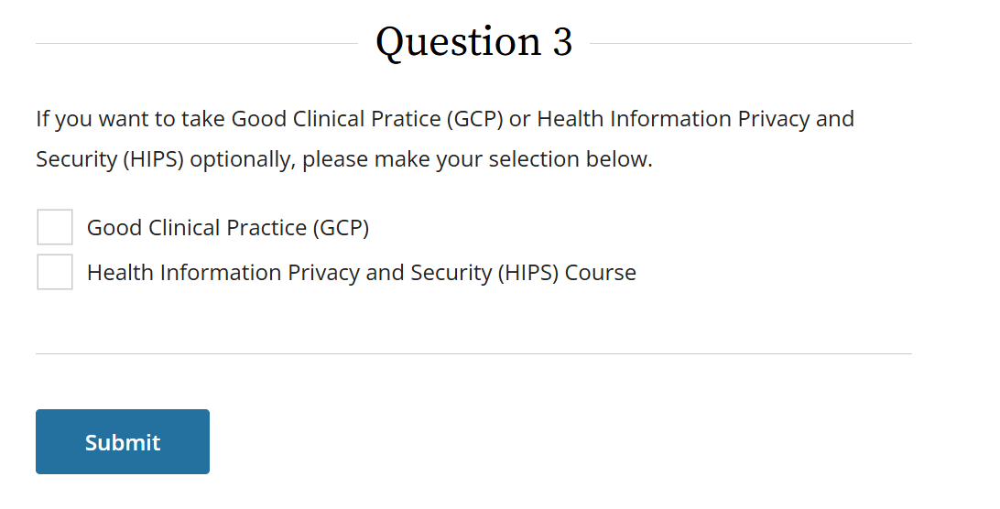 Question 3
If you want to take Good Clinical Pratice (GCP) or Health Information Privacy and
Security (HIPS) optionally, please make your selection below.
Good Clinical Practice (GCP)
Health Information Privacy and Security (HIPS) Course
Submit